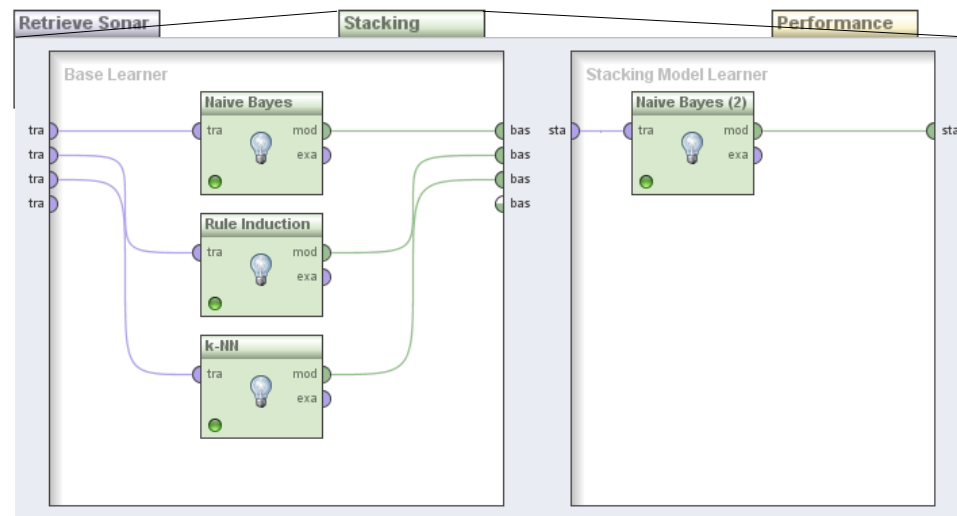 Retrieve Sonar
Stacking
Performance
Base Learner
Stacking Model Learner
Naive Bayes
tra
mod
exa
Rule Induction
tra
mod
exa
k-NN
tra
mod
exa
tra
tra
tra
tra
bas
bas
bas
bas
sta
Naive Bayes (2)
tra
mod
exa
sta